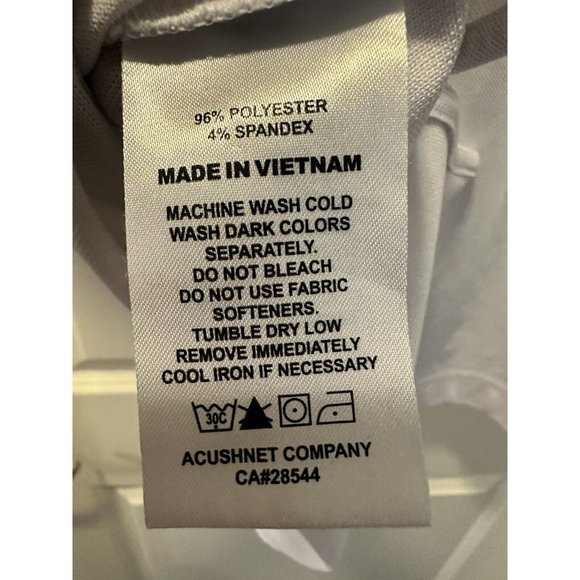 96% POLYESTER
4% SPANDEX
MADE IN VIETNAM
MACHINE WASH COLD
WASH DARK COLORS
SEPARATELY.
DO NOT BLEACH
DO NOT USE FABRIC
SOFTENERS.
TUMBLE DRY LOW
REMOVE IMMEDIATELY
COOL IRON IF NECESSARY
30C
ACUSHNET COMPANY
CA#28544